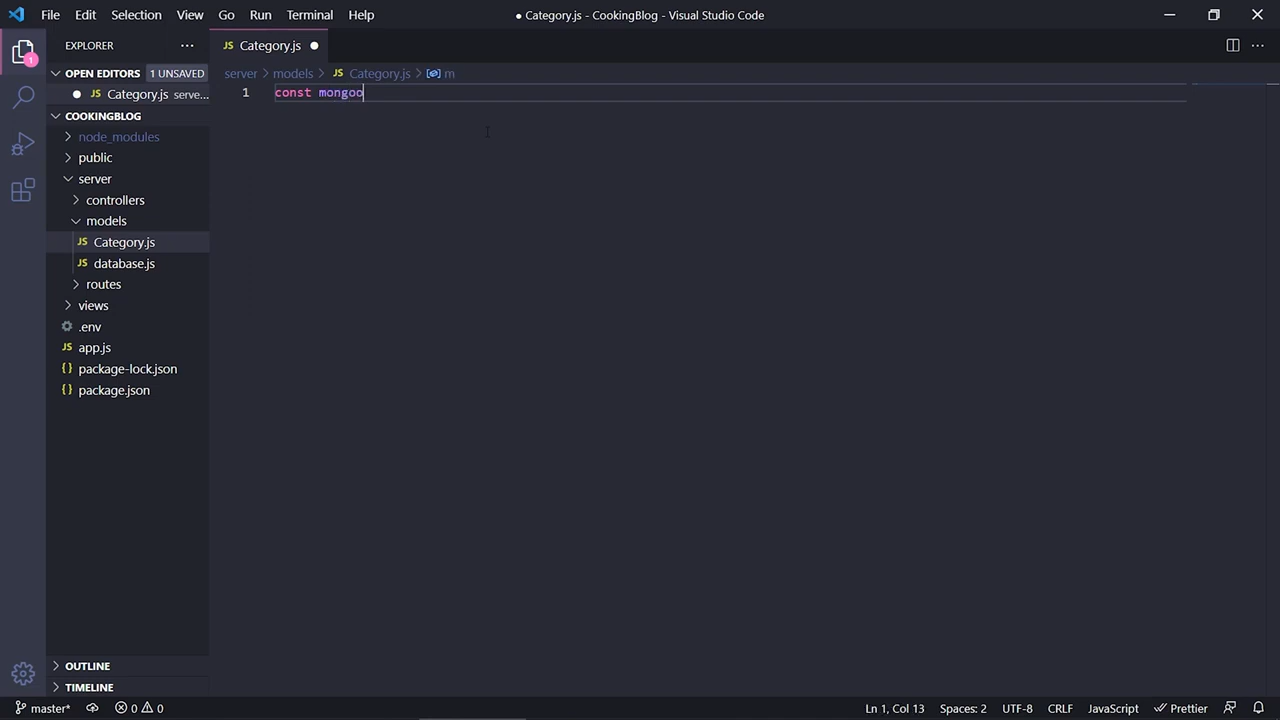 File Edit Selection View Go Run Terminal Help
● Category.js - CookingBlog - Visual Studio Code
EXPLORER
JS Category.js
OPEN EDITORS 1 UNSAVED
JS Category.js serve...
server > models > JS Category.js > m
1 const mongoo
COOKINGBLOG
node_modules
public
server
controllers
models
JS Category.js
JS database.js
routes
views
.env
JS app.js
{} package-lock.json
{} package.json
OUTLINE
TIMELINE
master* 0 0 Ln 1, Col 13 Spaces: 2 UTF-8 CRLF JavaScript Prettier
1